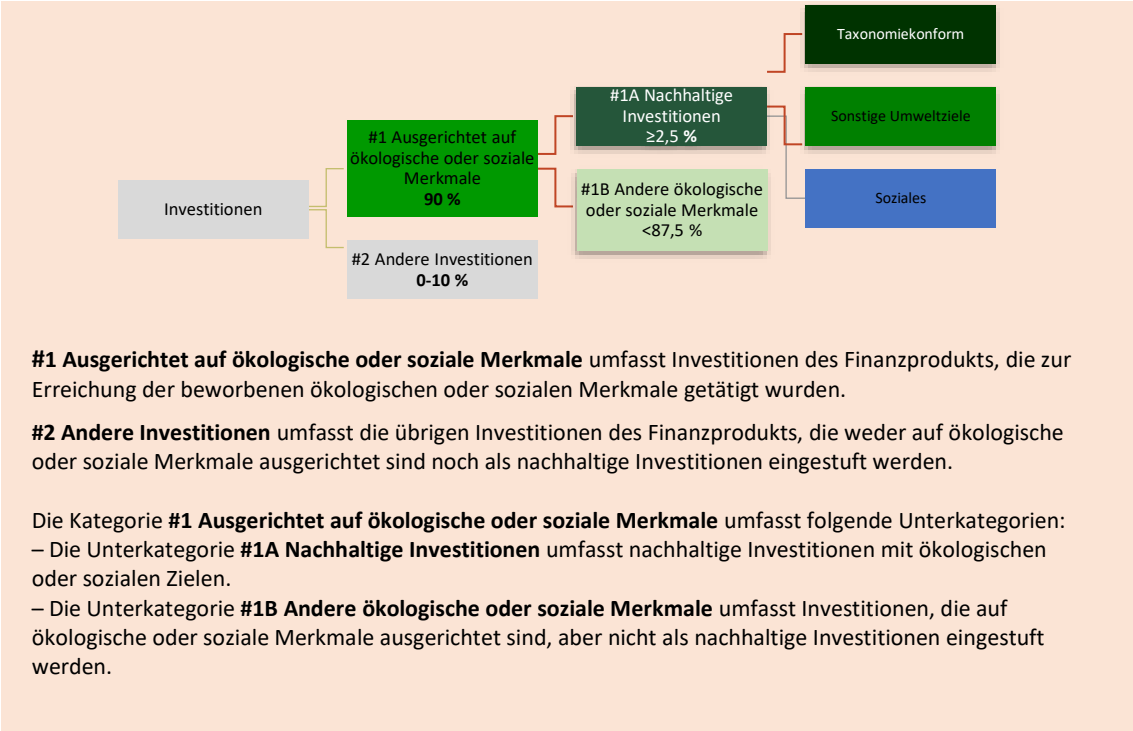 Taxonomiekonform
#1A Nachhaltige
Investitionen
≥2,5 %
Sonstige Umweltziele
#1 Ausgerichtet auf
ökologische oder soziale
Merkmale
90 %
Investitionen
#1B Andere ökologische
oder soziale Merkmale
<87,5 %
Soziales
#2 Andere Investitionen
0-10 %
#1 Ausgerichtet auf ökologische oder soziale Merkmale umfasst Investitionen des Finanzprodukts, die zur
Erreichung der beworbenen ökologischen oder sozialen Merkmale getätigt wurden.
#2 Andere Investitionen umfasst die übrigen Investitionen des Finanzprodukts, die weder auf ökologische
oder soziale Merkmale ausgerichtet sind noch als nachhaltige Investitionen eingestuft werden.
Die Kategorie #1 Ausgerichtet auf ökologische oder soziale Merkmale umfasst folgende Unterkategorien:
– Die Unterkategorie #1A Nachhaltige Investitionen umfasst nachhaltige Investitionen mit ökologischen
oder sozialen Zielen.
– Die Unterkategorie #1B Andere ökologische oder soziale Merkmale umfasst Investitionen, die auf
ökologische oder soziale Merkmale ausgerichtet sind, aber nicht als nachhaltige Investitionen eingestuft
werden.